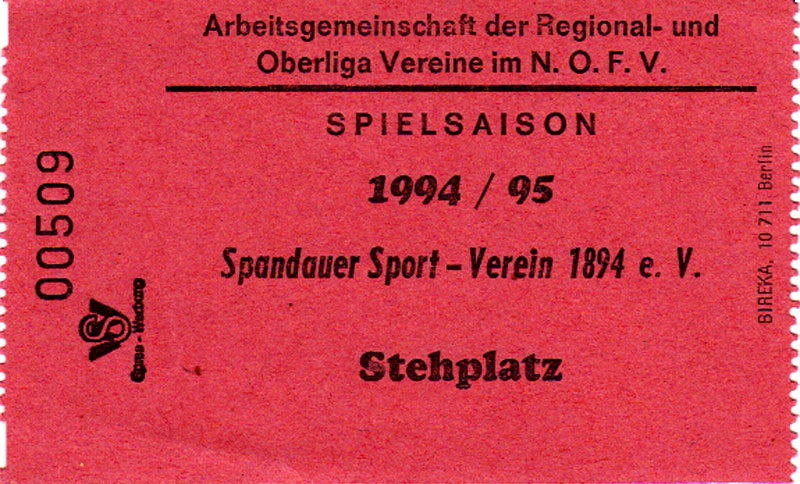 Arbeitsgemeinschaft der Regional- und
Oberliga Vereine im N. O. F. V.
SPIELSAISON
1994 / 95
Spandauer Sport – Verein 1894 e. V.
Stehplatz
00509
BIREKA, 10 711 Berlin